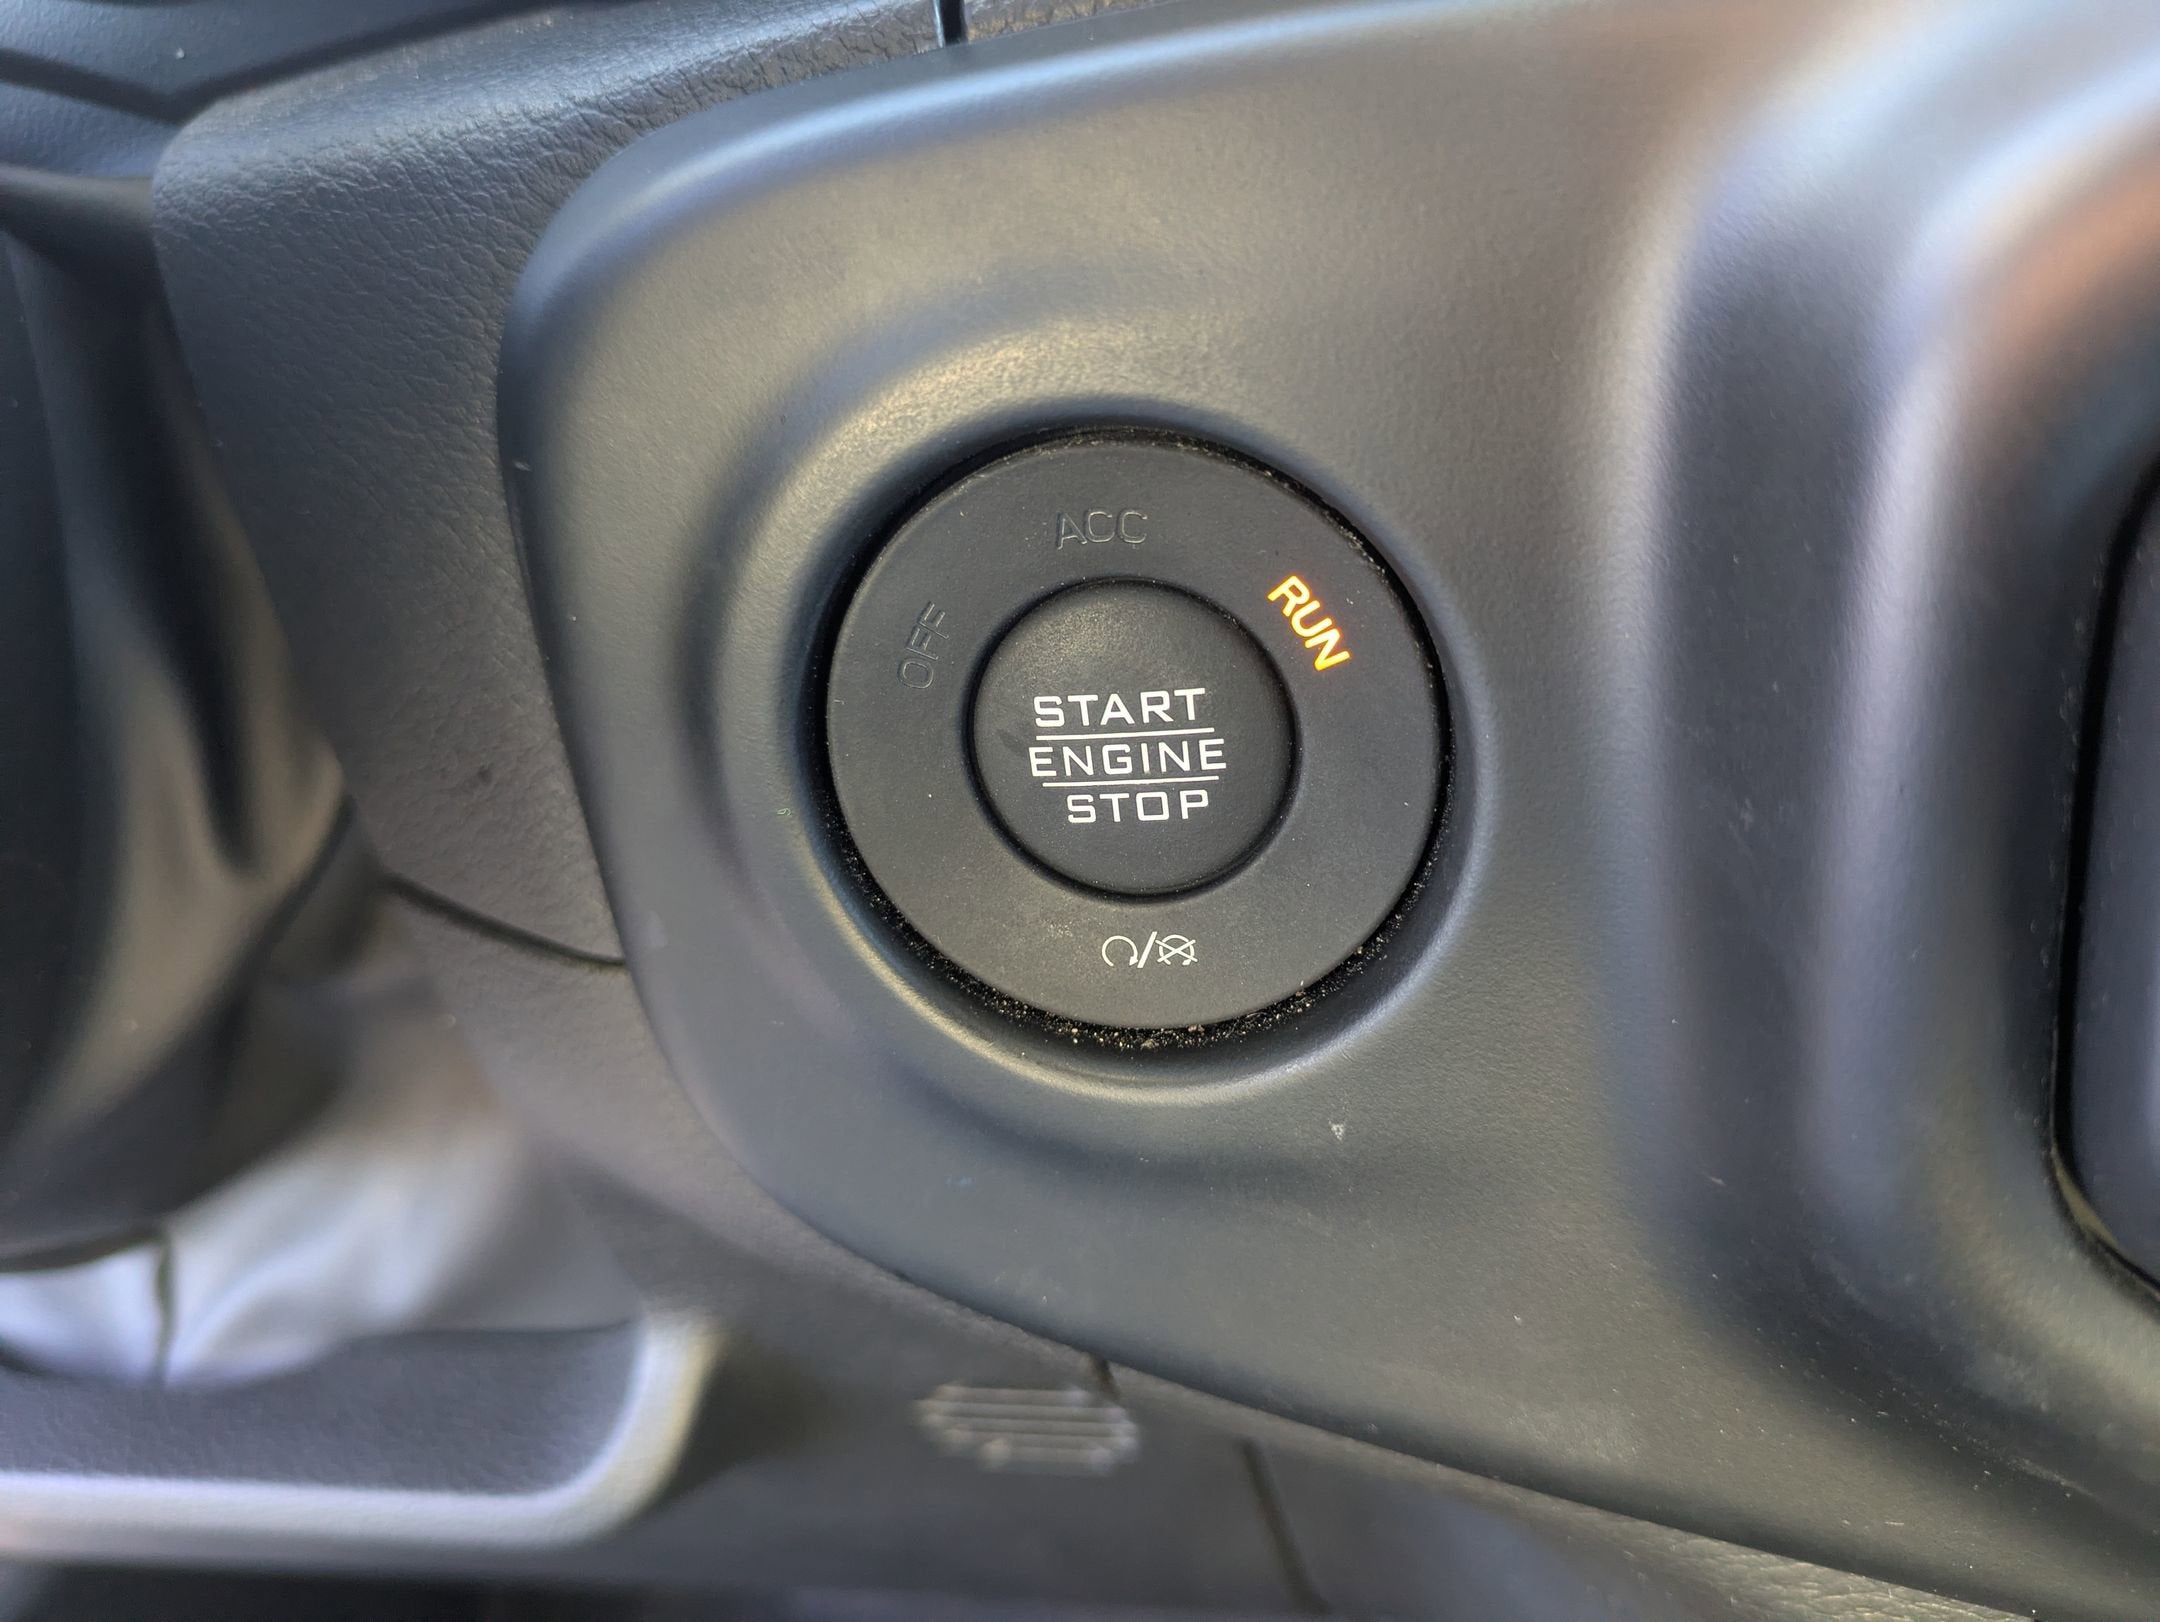 ACC
OFF
RUN
START
ENGINE
STOP